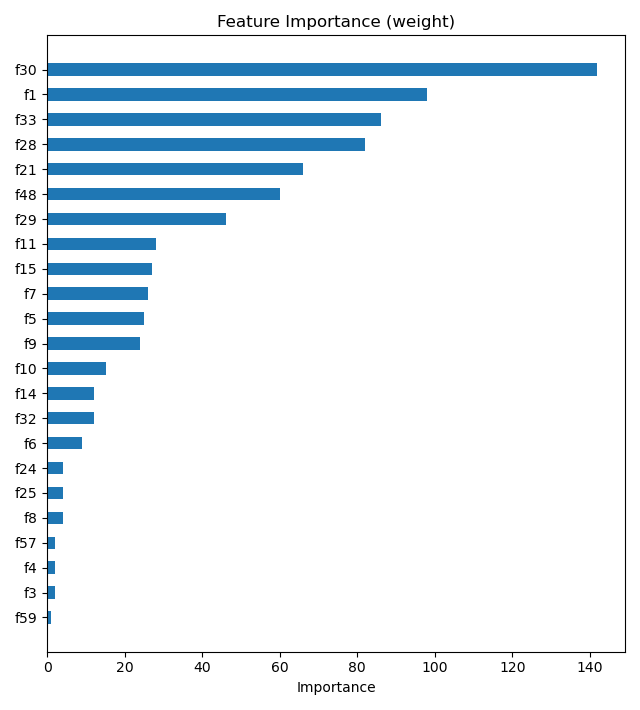 Feature Importance (weight)
f30
f1
f33
f28
f21
f48
f29
f11
f15
f7
f5
f9
f10
f14
f32
f6
f24
f25
f8
f57
f4
f3
f59
0 20 40 60 80 100 120 140
Importance